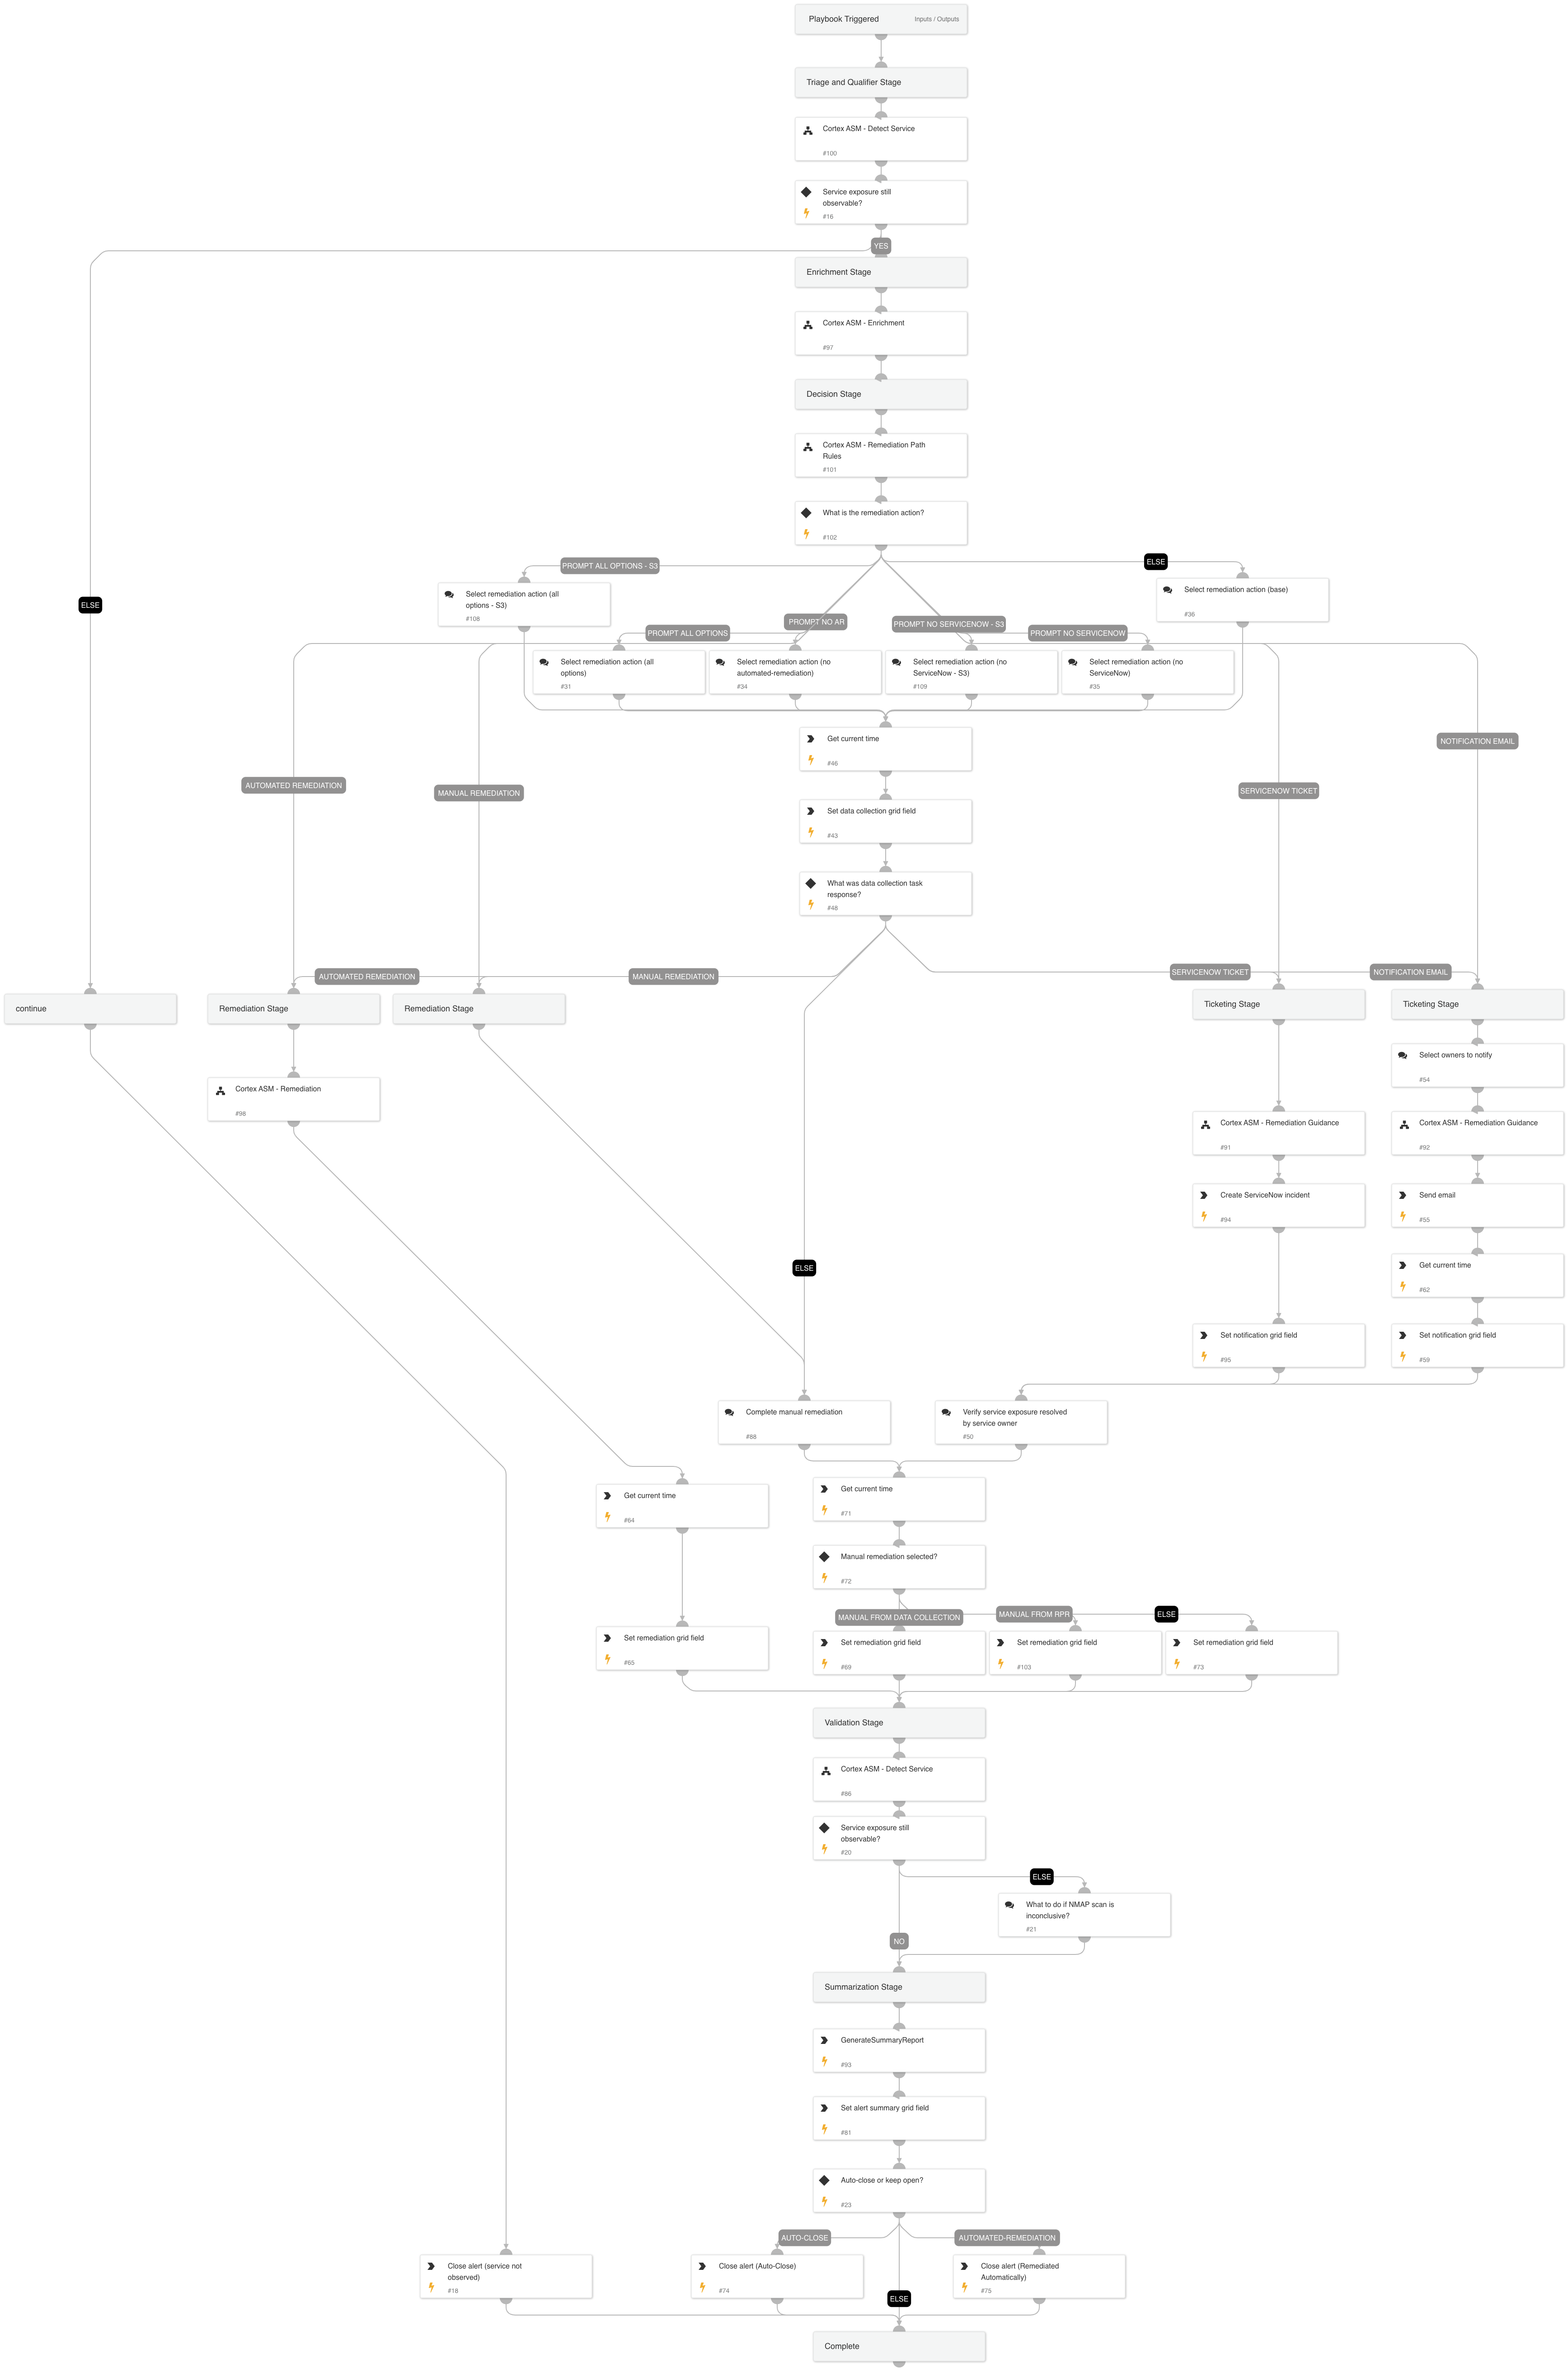 Playbook Triggered
Inputs / Outputs
Triage and Qualifier Stage
Cortex ASM - Detect Service
#100
Service exposure still
observable?
#16
YES
Enrichment Stage
Cortex ASM - Enrichment
#97
Decision Stage
Cortex ASM - Remediation Path
Rules
#101
What is the remediation action?
#102
PROMPT ALL OPTIONS - S3
ELSE
Select remediation action (all
options - S3)
#108
Select remediation action (base)
#36
ELSE
PROMPT ALL OPTIONS
PROMPT NO AR
PROMPT NO SERVICENOW - S3
PROMPT NO SERVICENOW
Select remediation action (all
options)
#31
Select remediation action (no
automated-remediation)
#34
Select remediation action (no
ServiceNow - S3)
#109
Select remediation action (no
ServiceNow)
#35
Get current time
#46
NOTIFICATION EMAIL
AUTOMATED REMEDIATION
MANUAL REMEDIATION
SERVICENOW TICKET
Set data collection grid field
#43
What was data collection task
response?
#48
AUTOMATED REMEDIATION
MANUAL REMEDIATION
SERVICENOW TICKET
NOTIFICATION EMAIL
continue
Remediation Stage
Remediation Stage
Ticketing Stage
Ticketing Stage
Select owners to notify
#54
Cortex ASM - Remediation
#98
Cortex ASM - Remediation Guidance
#91
Cortex ASM - Remediation Guidance
#92
Create ServiceNow incident
#94
Send email
#55
ELSE
Get current time
#62
Set notification grid field
#95
Set notification grid field
#59
Complete manual remediation
#88
Verify service exposure resolved
by service owner
#50
Get current time
#64
Get current time
#71
Manual remediation selected?
#72
MANUAL FROM DATA COLLECTION
MANUAL FROM RPR
ELSE
Set remediation grid field
#65
Set remediation grid field
#69
Set remediation grid field
#103
Set remediation grid field
#73
Validation Stage
Cortex ASM - Detect Service
#86
Service exposure still
observable?
#20
ELSE
What to do if NMAP scan is
inconclusive?
#21
NO
Summarization Stage
GenerateSummaryReport
#93
Set alert summary grid field
#81
Auto-close or keep open?
#23
AUTO-CLOSE
AUTOMATED-REMEDIATION
Close alert (service not
observed)
#18
Close alert (Auto-Close)
#74
Close alert (Remediated
Automatically)
#75
ELSE
Complete